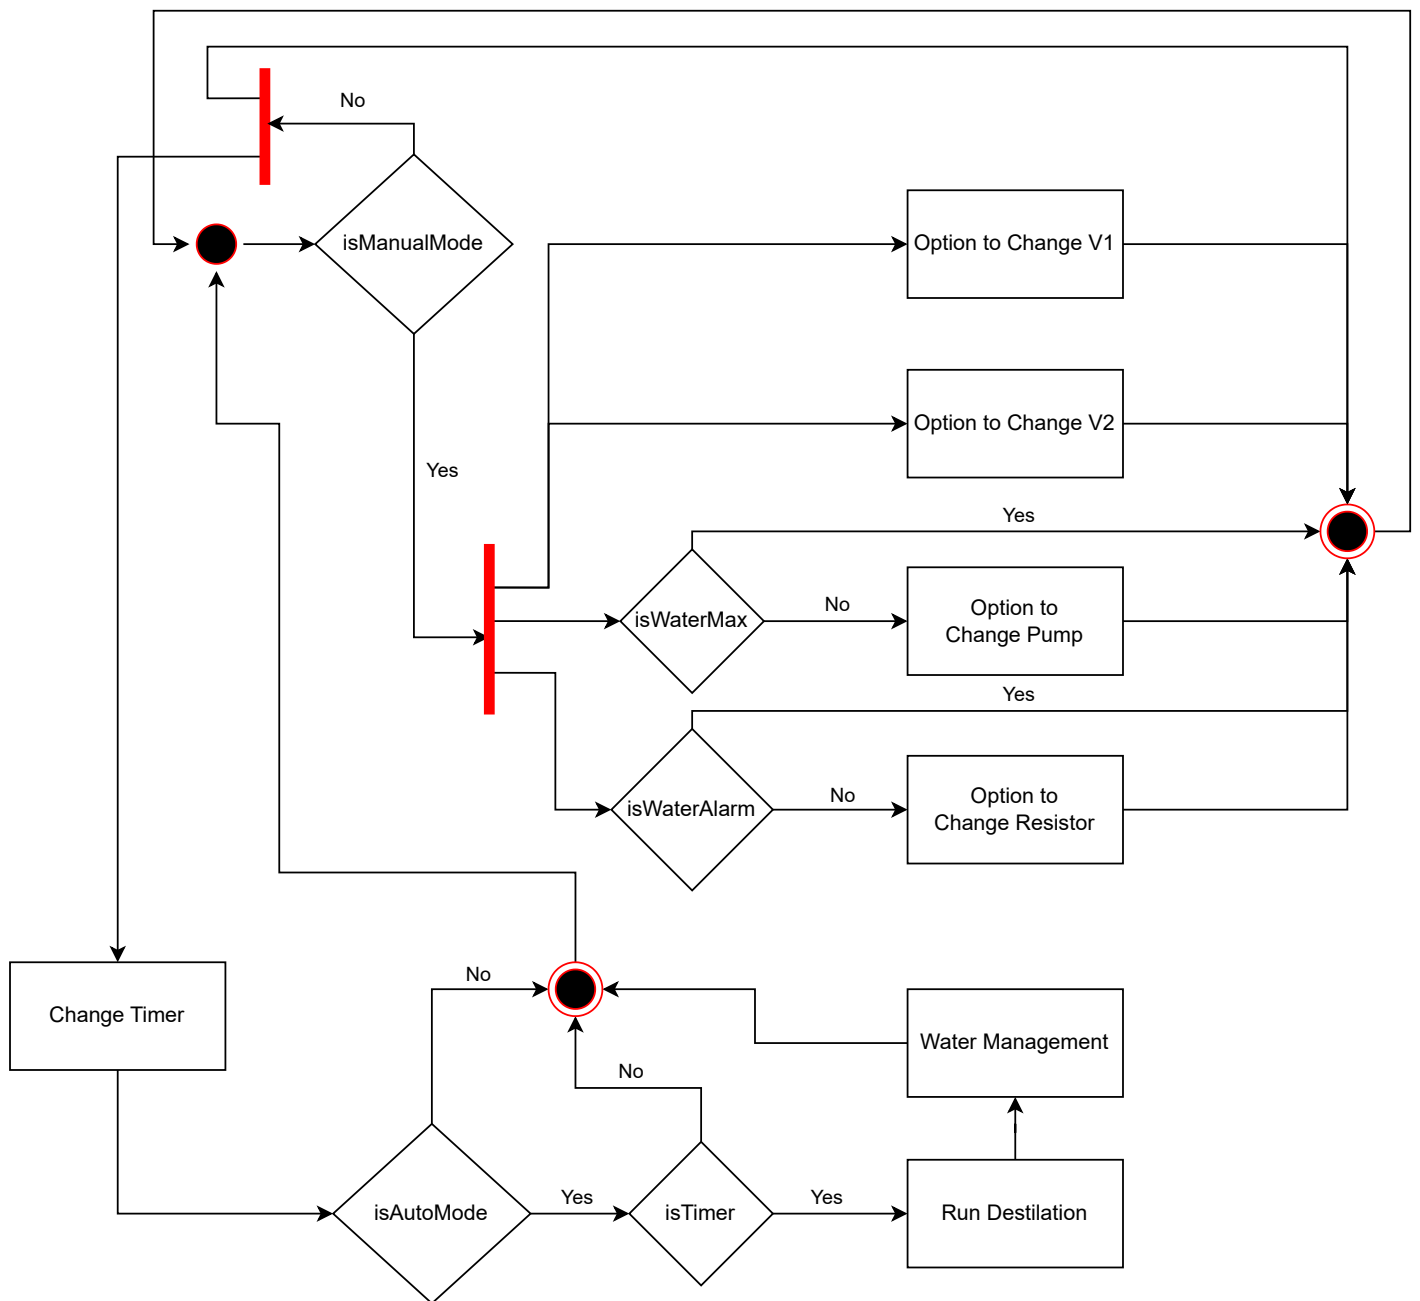 No
isManualMode
Option to Change V1
Option to Change V2
Yes
Yes
isWaterMax
No
Option to
Change Pump
Yes
isWaterAlarm
No
Option to
Change Resistor
No
Change Timer
Water Management
No
isAutoMode
Yes
isTimer
Yes
Run Destilation